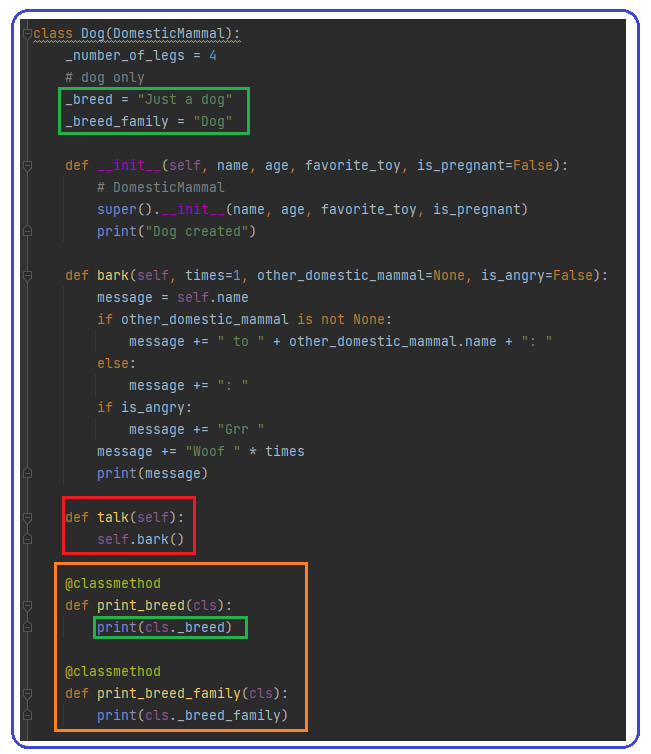 class Dog(DomesticMammal):
    _number_of_legs = 4
    # dog only
    _breed = "Just a dog"
    _breed_family = "Dog"

    def __init__(self, name, age, favorite_toy, is_pregnant=False):
        # DomesticMammal
        super().__init__(name, age, favorite_toy, is_pregnant)
        print("Dog created")

    def bark(self, times=1, other_domestic_mammal=None, is_angry=False):
        message = self.name
        if other_domestic_mammal is not None:
            message += " to " + other_domestic_mammal.name + ": "
        else:
            message += ": "
        if is_angry:
            message += "Grr "
        message += "Woof " * times
        print(message)

    def talk(self):
        self.bark()

    @classmethod
    def print_breed(cls):
        print(cls._breed)

    @classmethod
    def print_breed_family(cls):
        print(cls._breed_family)